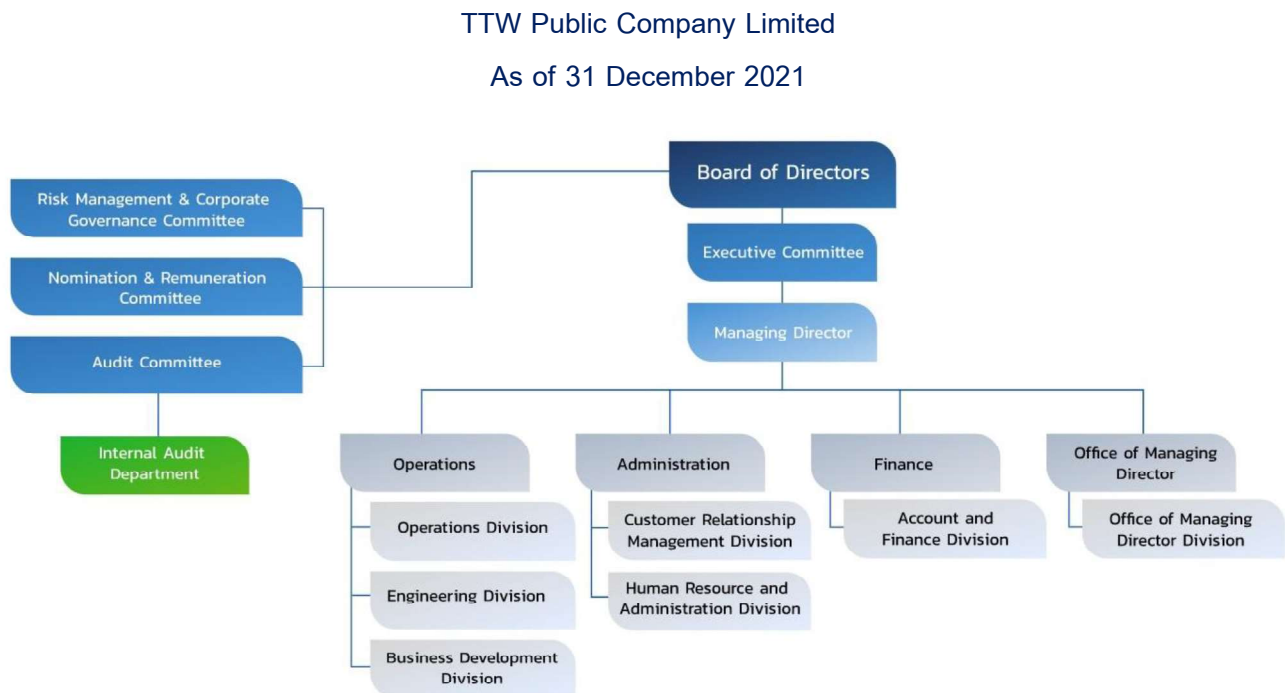 TTW Public Company Limited
As of 31 December 2021
Board of Directors
Risk Management & Corporate
Governance Committee
Executive Committee
Nomination & Remuneration
Committee
Managing Director
Audit Committee
Internal Audit
Department
Operations
Administration
Finance
Office of Managing
Director
Operations Division
Customer Relationship
Management Division
Account and
Finance Division
Office of Managing
Director Division
Engineering Division
Human Resource and
Administration Division
Business Development
Division